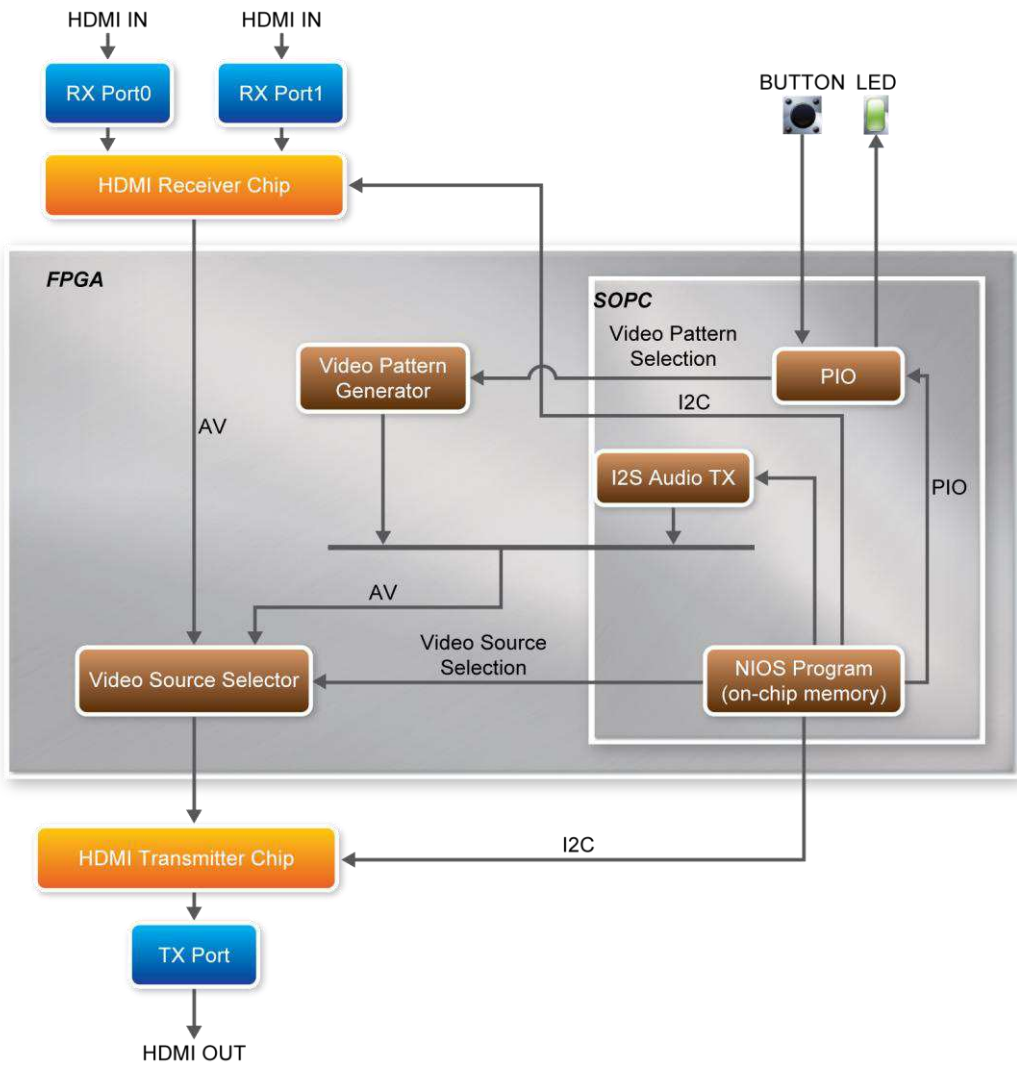 HDMI IN
HDMI IN
RX Port0
RX Port1
BUTTON
LED
HDMI Receiver Chip
FPGA
SOPC
Video Pattern
Selection
Video Pattern
Generator
PIO
I2C
AV
I2S Audio TX
PIO
AV
Video Source
Selection
Video Source Selector
NIOS Program
(on-chip memory)
HDMI Transmitter Chip
I2C
TX Port
HDMI OUT